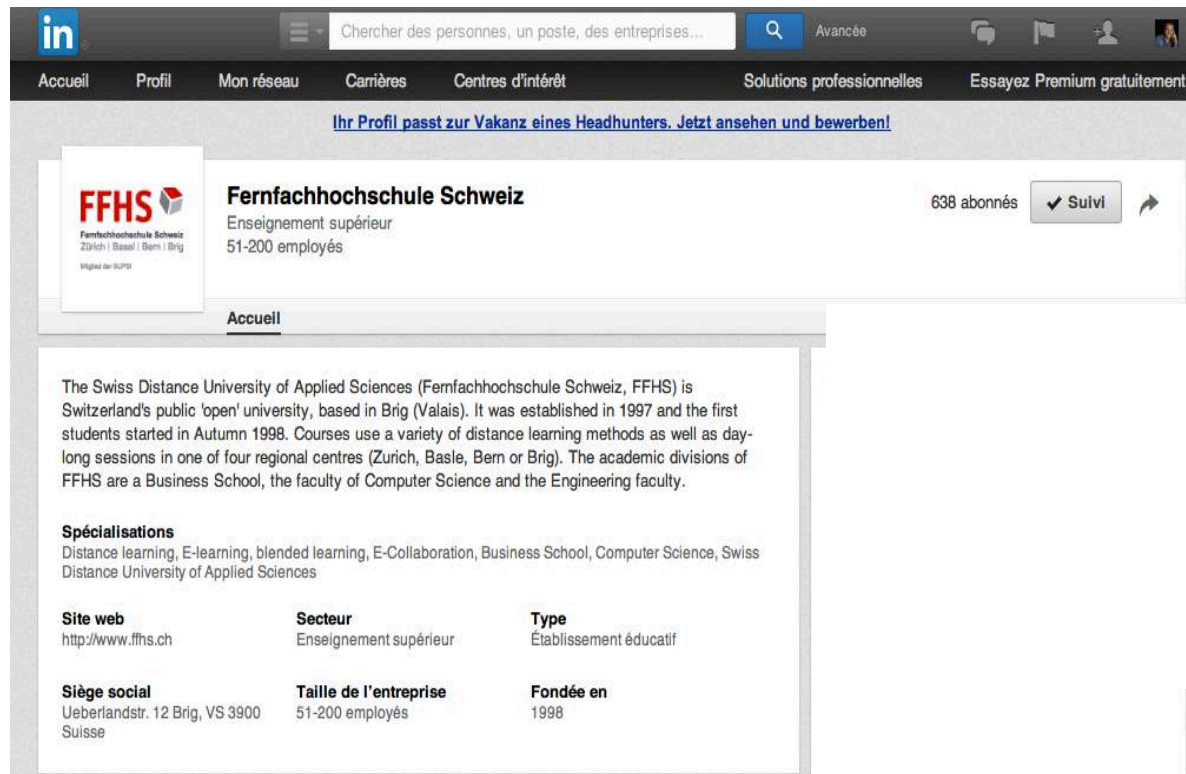 in
Chercher des personnes, un poste, des entreprises...
Avancée
Accueil Profil Mon réseau Carrières Centres d'intérêt Solutions professionnelles Essayez Premium gratuitement
Ihr Profil passt zur Vakanz eines Headhunters. Jetzt ansehen und bewerben!
FFHS
Fernfachhochschule Schweiz
Zürich | Basel | Bern | Brig
Mitglied der SUPSI
Fernfachhochschule Schweiz
Enseignement supérieur
51-200 employés
638 abonnés
Suivi
Accueil
The Swiss Distance University of Applied Sciences (Fernfachhochschule Schweiz, FFHS) is
Switzerland's public 'open' university, based in Brig (Valais). It was established in 1997 and the first
students started in Autumn 1998. Courses use a variety of distance learning methods as well as day-
long sessions in one of four regional centres (Zurich, Basle, Bern or Brig). The academic divisions of
FFHS are a Business School, the faculty of Computer Science and the Engineering faculty.
Spécialisations
Distance learning, E-learning, blended learning, E-Collaboration, Business School, Computer Science, Swiss
Distance University of Applied Sciences
Site web
http://www.ffhs.ch
Secteur
Enseignement supérieur
Type
Établissement éducatif
Siège social
Ueberlandstr. 12 Brig, VS 3900
Suisse
Taille de l'entreprise
51-200 employés
Fondée en
1998